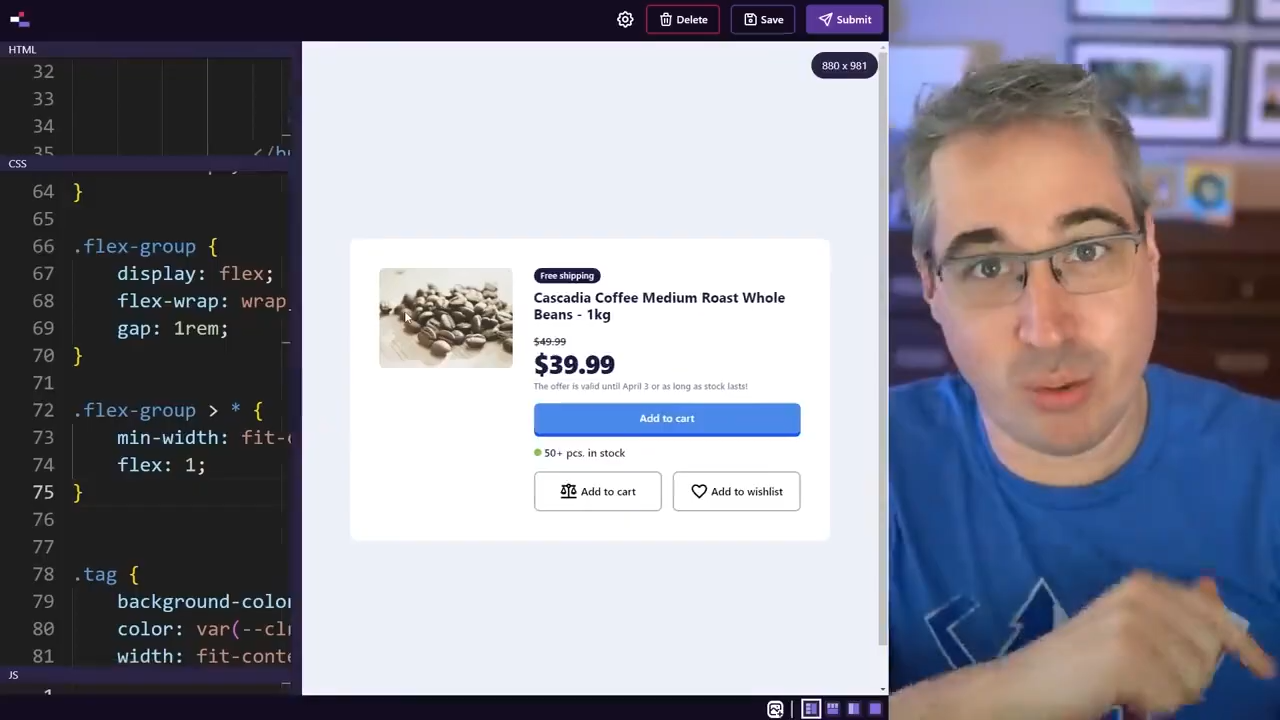 Delete
Save
Submit
HTML
32
33
34
35
CSS
64 }
65
66 .flex-group {
67 display: flex;
68 flex-wrap: wrap
69 gap: 1rem;
70 }
71
72 .flex-group > * {
73 min-width: fit-c
74 flex: 1;
75 }
76
77
78 .tag {
79 background-color
80 color: var(--clr
81 width: fit-conte
JS
1
880 x 981
Free shipping
Cascadia Coffee Medium Roast Whole
Beans - 1kg
$49.99
$39.99
The offer is valid until April 3 or as long as stock lasts!
Add to cart
50+ pcs. in stock
Add to cart
Add to wishlist